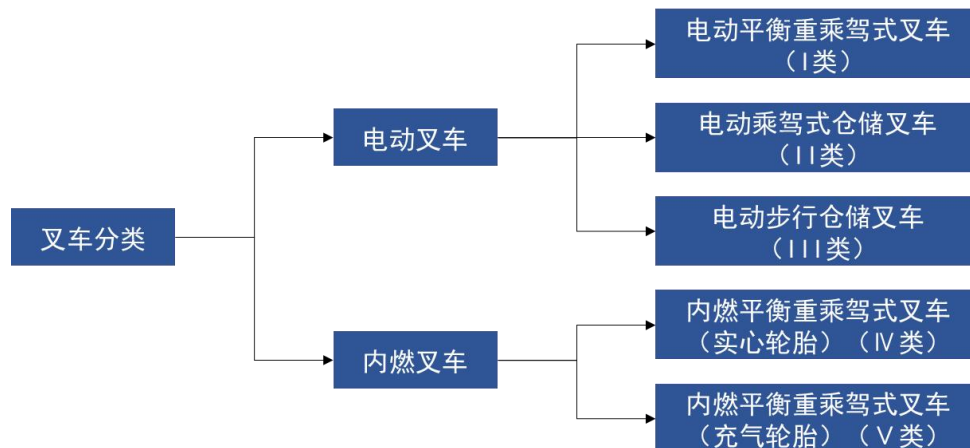 叉车分类
电动叉车
内燃叉车
电动平衡重乘驾式叉车
（I类）
电动乘驾式仓储叉车
（II类）
电动步行仓储叉车
（III类）
内燃平衡重乘驾式叉车
（实心轮胎）（IV类）
内燃平衡重乘驾式叉车
（充气轮胎）（V类）